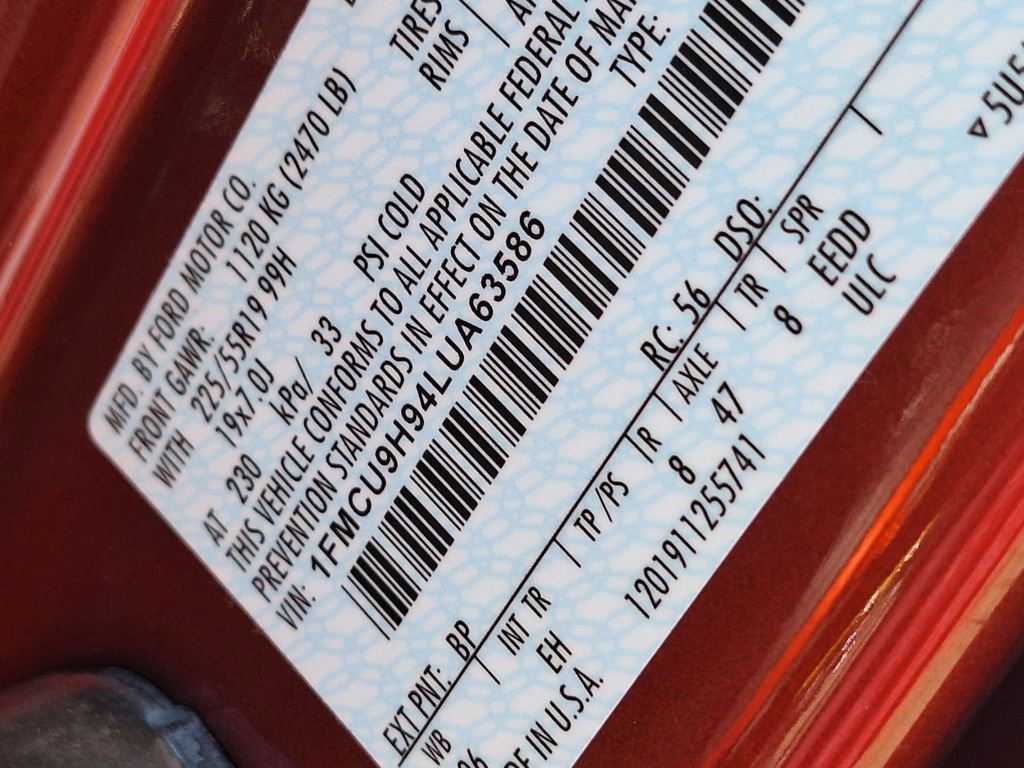 MFD. BY FORD MOTOR CO.
FRONT GAWR: 1120 KG (2470 LB)
WITH 225/55R19 99H TIRES
19x7.0J RIMS
AT 230 kPa/ 33 PSI COLD
THIS VEHICLE CONFORMS TO ALL APPLICABLE FEDERAL
PREVENTION STANDARDS IN EFFECT ON THE DATE OF
VIN: 1FMCU9H94LUA63586 TYPE:
EXT PNT: BP RC: 56 DSO:
WB INT TR TP/PS R AXLE TR SPR
EH 8 47 8 EEDD
IN U.S.A. 1201911255741 ULC